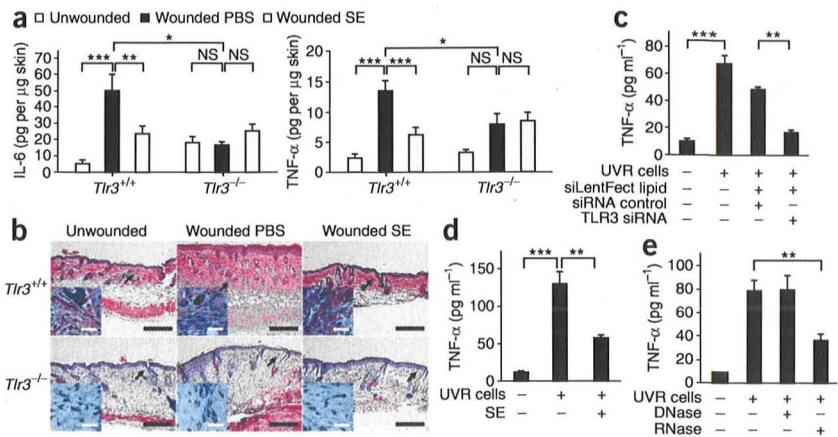 a
□ Unwounded ■ Wounded PBS □ Wounded SE
IL-6 (pg per μg skin)
70
60
50
40
30
20
10
0
***
**
*
NS
NS
Tlr3+/+
Tlr3−/−
TNF-α (pg per μg skin)
20
15
10
5
0
***
***
*
NS
NS
Tlr3+/+
Tlr3−/−
c
TNF-α (pg ml−1)
80
60
40
20
0
***
**
UVR cells − + + +
siLentFect lipid − − + +
siRNA control − − + −
TLR3 siRNA − − − +
b
Unwounded Wounded PBS Wounded SE
Tlr3+/+
Tlr3−/−
d
TNF-α (pg ml−1)
150
100
50
0
***
**
UVR cells − + +
SE − − +
e
TNF-α (pg ml−1)
100
80
60
40
20
0
**
UVR cells − + + +
DNase − − + −
RNase − − − +